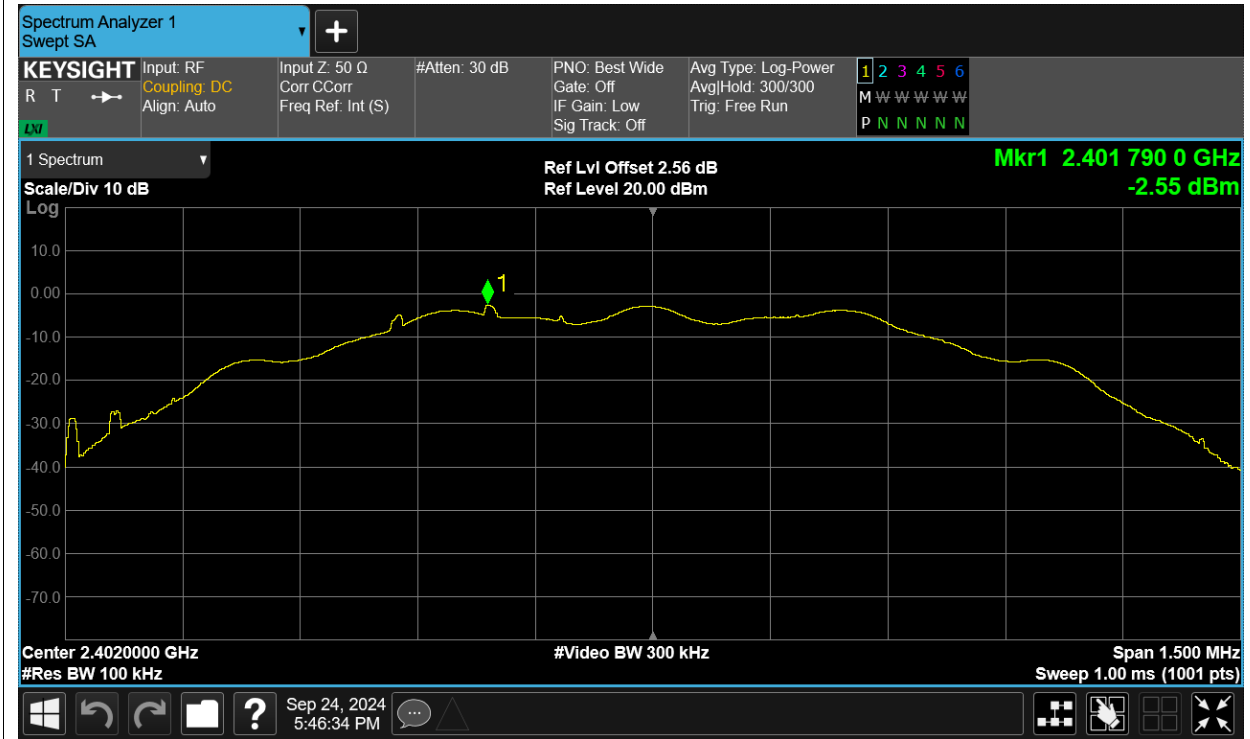 Spectrum Analyzer 1
Swept SA
KEYSIGHT
R T
LXI
Input: RF
Coupling: DC
Align: Auto
Input Z: 50 Ω
Corr CCorr
Freq Ref: Int (S)
#Atten: 30 dB
PNO: Best Wide
Gate: Off
IF Gain: Low
Sig Track: Off
Avg Type: Log-Power
Avg|Hold: 300/300
Trig: Free Run
1 2 3 4 5 6
M W W W W W
P N N N N N
1 Spectrum
Scale/Div 10 dB
Log
Ref Lvl Offset 2.56 dB
Ref Level 20.00 dBm
Mkr1 2.401 790 0 GHz
-2.55 dBm
10.0
0.00
-10.0
-20.0
-30.0
-40.0
-50.0
-60.0
-70.0
1
Center 2.4020000 GHz
#Res BW 100 kHz
#Video BW 300 kHz
Span 1.500 MHz
Sweep 1.00 ms (1001 pts)
?
Sep 24, 2024
5:46:34 PM